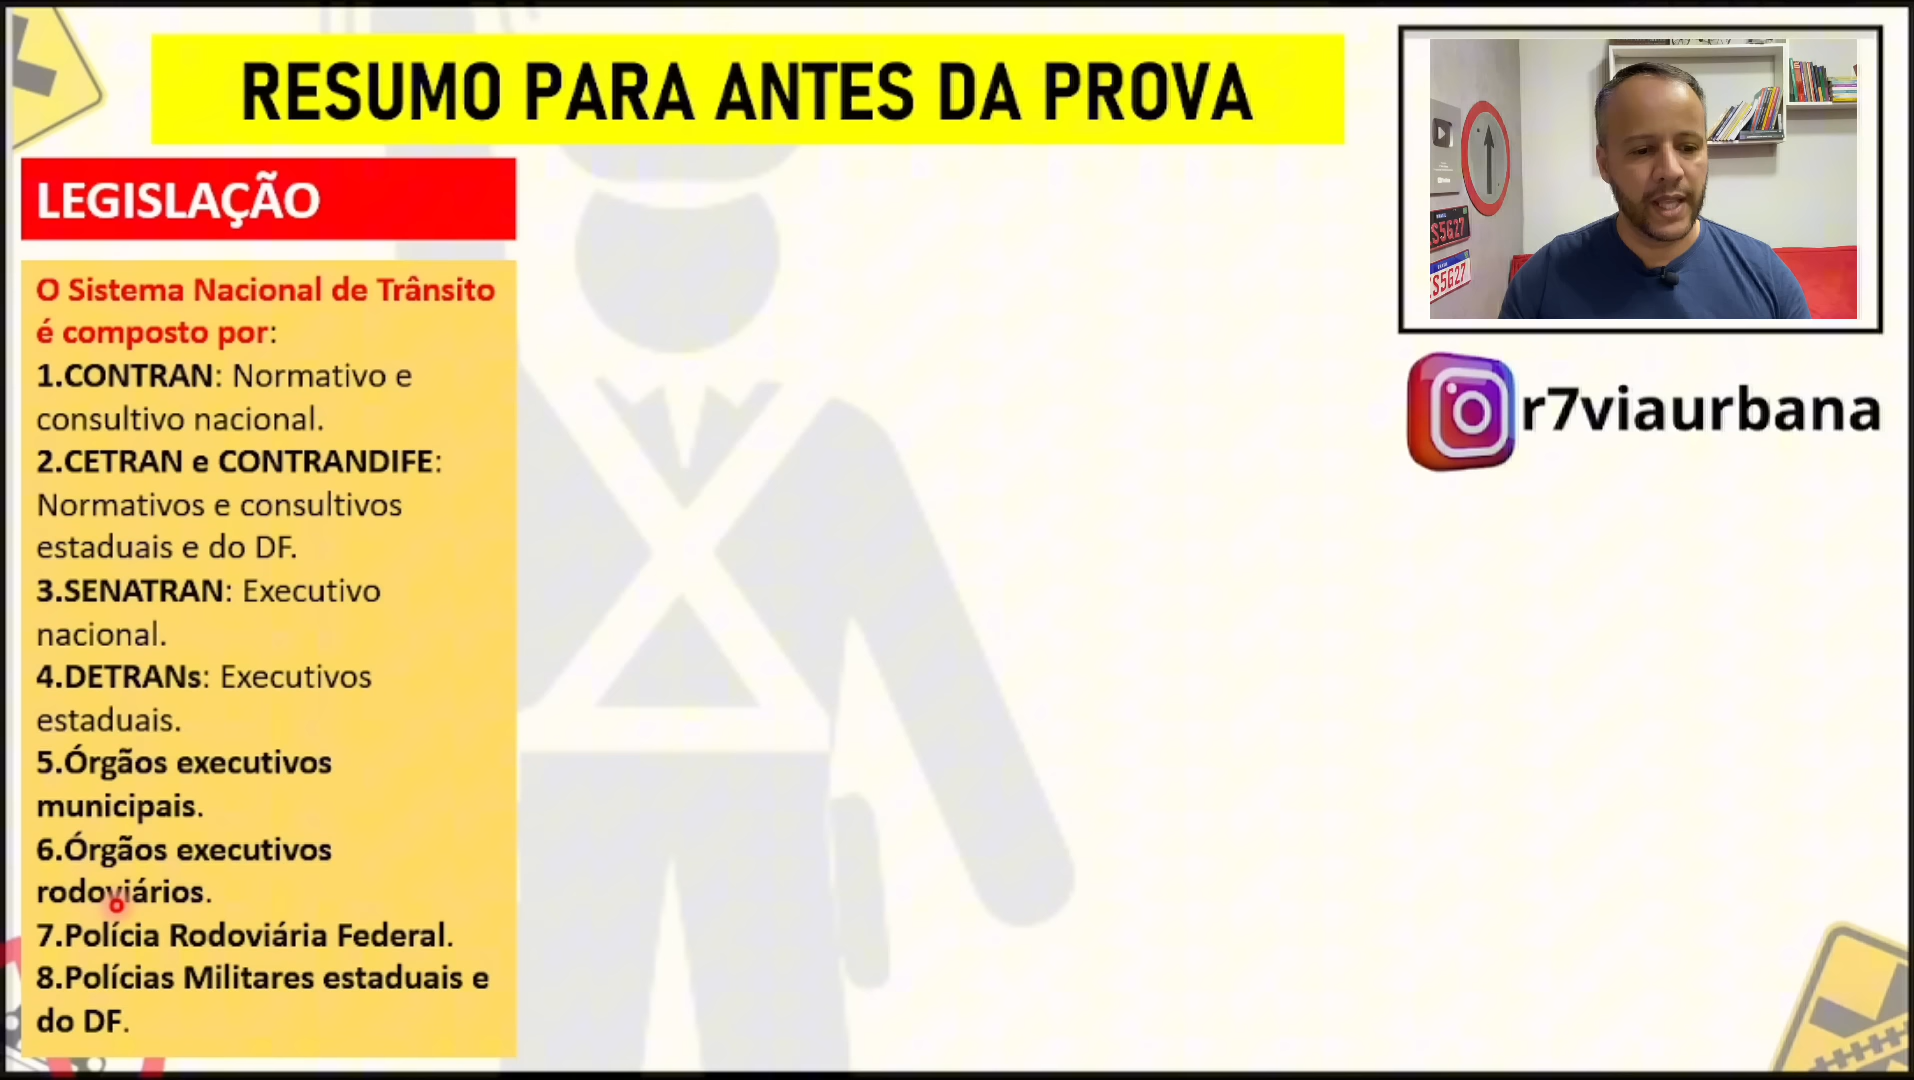 RESUMO PARA ANTES DA PROVA
LEGISLAÇÃO
O Sistema Nacional de Trânsito
é composto por:
1.CONTRAN: Normativo e
consultivo nacional.
2.CETRAN e CONTRANDIFE:
Normativos e consultivos
estaduais e do DF.
3.SENATRAN: Executivo
nacional.
4.DETRANs: Executivos
estaduais.
5.Órgãos executivos
municipais.
6.Órgãos executivos
rodoviários.
7.Polícia Rodoviária Federal.
8.Polícias Militares estaduais e
do DF.
S5G27
S5G27
r7viaurbana